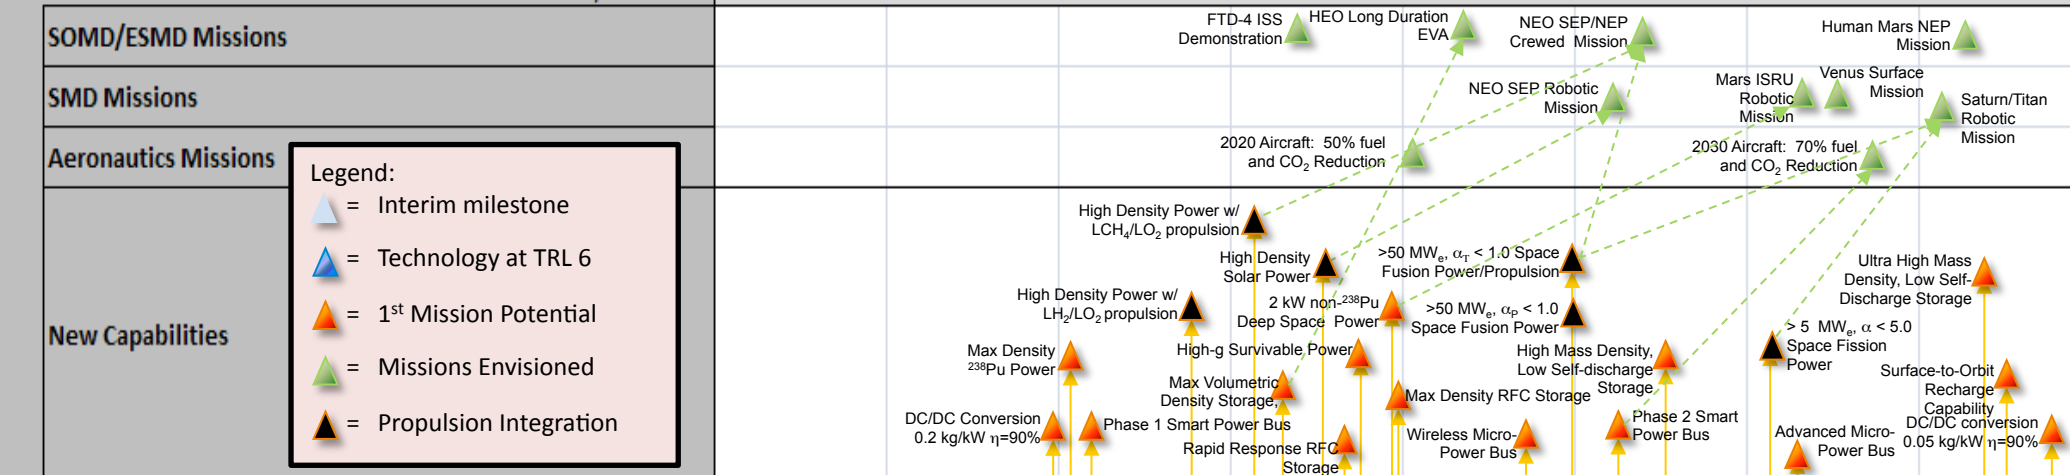 SOMD/ESMD Missions
FTD-4 ISS
Demonstration
HEO Long Duration
EVA
NEO SEP/NEP
Crewed Mission
Human Mars NEP
Mission
SMD Missions
NEO SEP Robotic
Mission
Mars ISRU
Robotic
Mission
Venus Surface
Mission
Saturn/Titan
Robotic
Mission
Aeronautics Missions
2020 Aircraft: 50% fuel
and CO₂ Reduction
2030 Aircraft: 70% fuel
and CO₂ Reduction
Legend:
= Interim milestone
= Technology at TRL 6
= 1st Mission Potential
= Missions Envisioned
= Propulsion Integration
New Capabilities
High Density Power w/
LCH₄/LO₂ propulsion
High Density
Solar Power
>50 MWₑ, α_T < 1.0 Space
Fusion Power/Propulsion
Ultra High Mass
Density, Low Self-
Discharge Storage
High Density Power w/
LH₂/LO₂ propulsion
2 kW non-²³⁸Pu
Deep Space Power
>50 MWₑ, α_P < 1.0
Space Fusion Power
> 5 MWₑ, α < 5.0
Space Fission
Power
Max Density
²³⁸Pu Power
High-g Survivable Power
High Mass Density,
Low Self-discharge
Storage
Max Volumetric
Density Storage,
Max Density RFC Storage
Surface-to-Orbit
Recharge
Capability
DC/DC Conversion
0.2 kg/kW η=90%
Phase 1 Smart Power Bus
Rapid Response RFC
Storage
Wireless Micro-
Power Bus
Phase 2 Smart
Power Bus
Advanced Micro-
Power Bus
DC/DC conversion
0.05 kg/kW η=90%